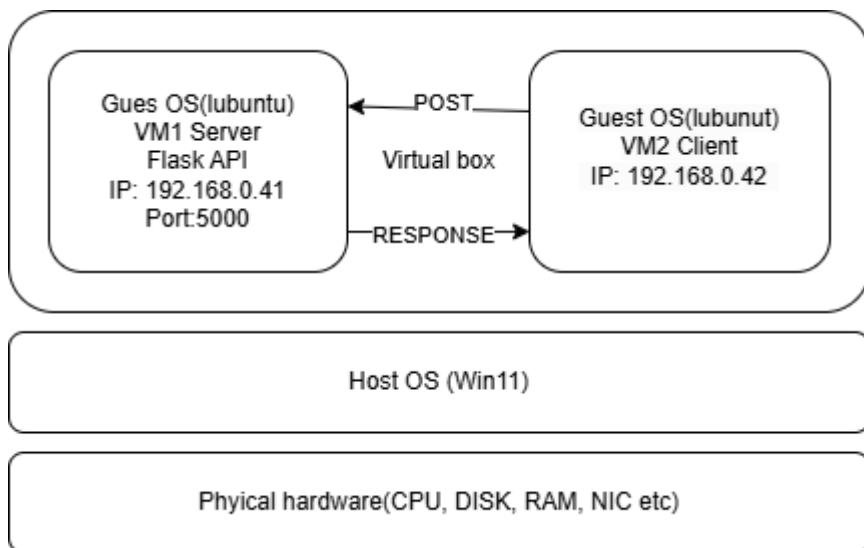 Gues OS(lubuntu)
VM1 Server
Flask API
IP: 192.168.0.41
Port:5000
POST
Virtual box
RESPONSE
Guest OS(lubunut)
VM2 Client
IP: 192.168.0.42
Host OS (Win11)
Phyical hardware(CPU, DISK, RAM, NIC etc)